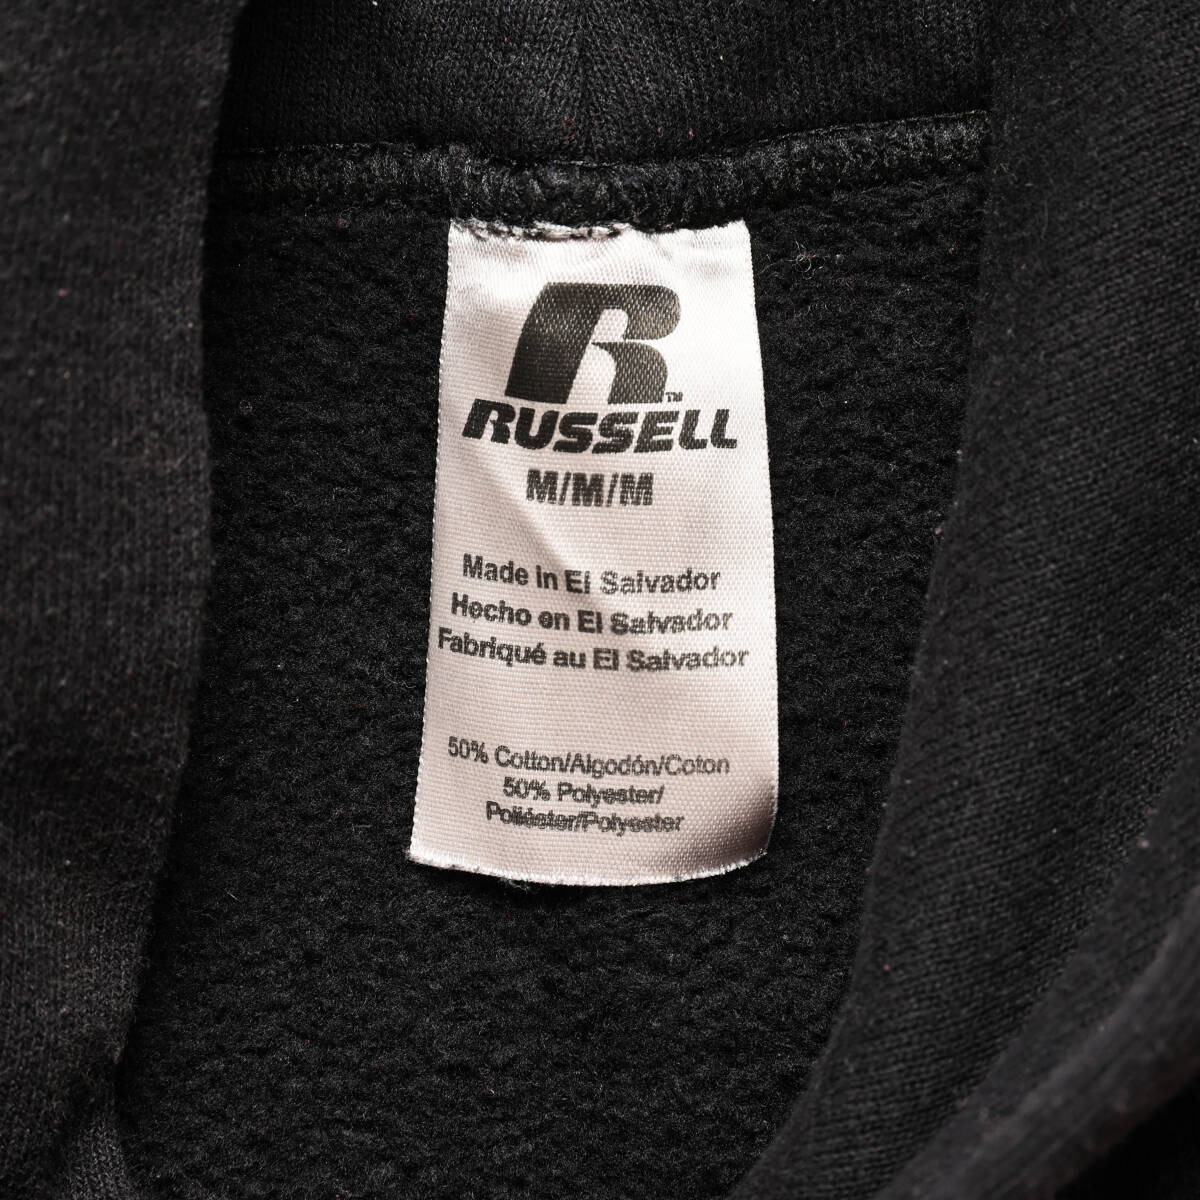 R™
RUSSELL
M/M/M
Made in El Salvador
Hecho en El Salvador
Fabriqué au El Salvador
50% Cotton/Algodón/Coton
50% Polyester/
Poliéster/Polyester